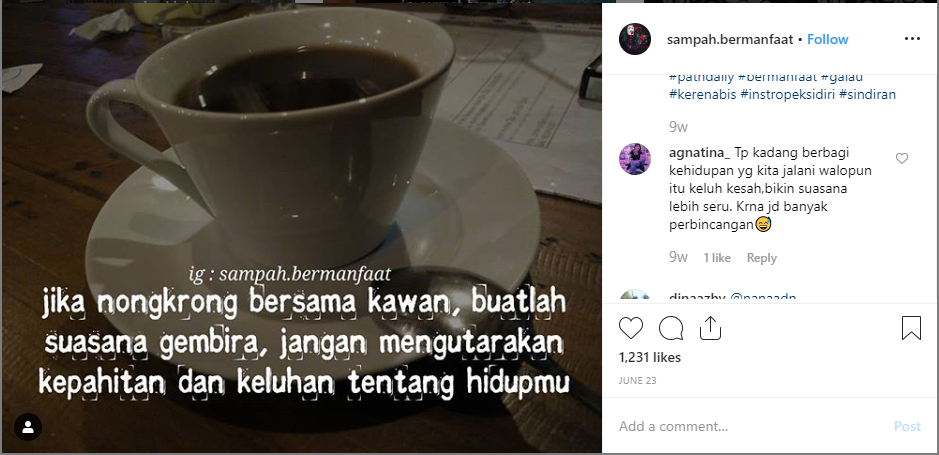 ig : sampah.bermanfaat
jika nongkrong bersama kawan, buatlah
suasana gembira, jangan mengutarakan
kepahitan dan keluhan tentang hidupmu
sampah.bermanfaat • Follow
#pathdaily #bermanfaat #galau
#kerenabis #instropeksidiri #sindiran
9w
agnatina_ Tp kadang berbagi
kehidupan yg kita jalani walopun
itu keluh kesah,bikin suasana
lebih seru. Krna jd banyak
perbincangan😅
9w 1 like Reply
dinaazhy @nanaadn
1,231 likes
JUNE 23
Add a comment... Post